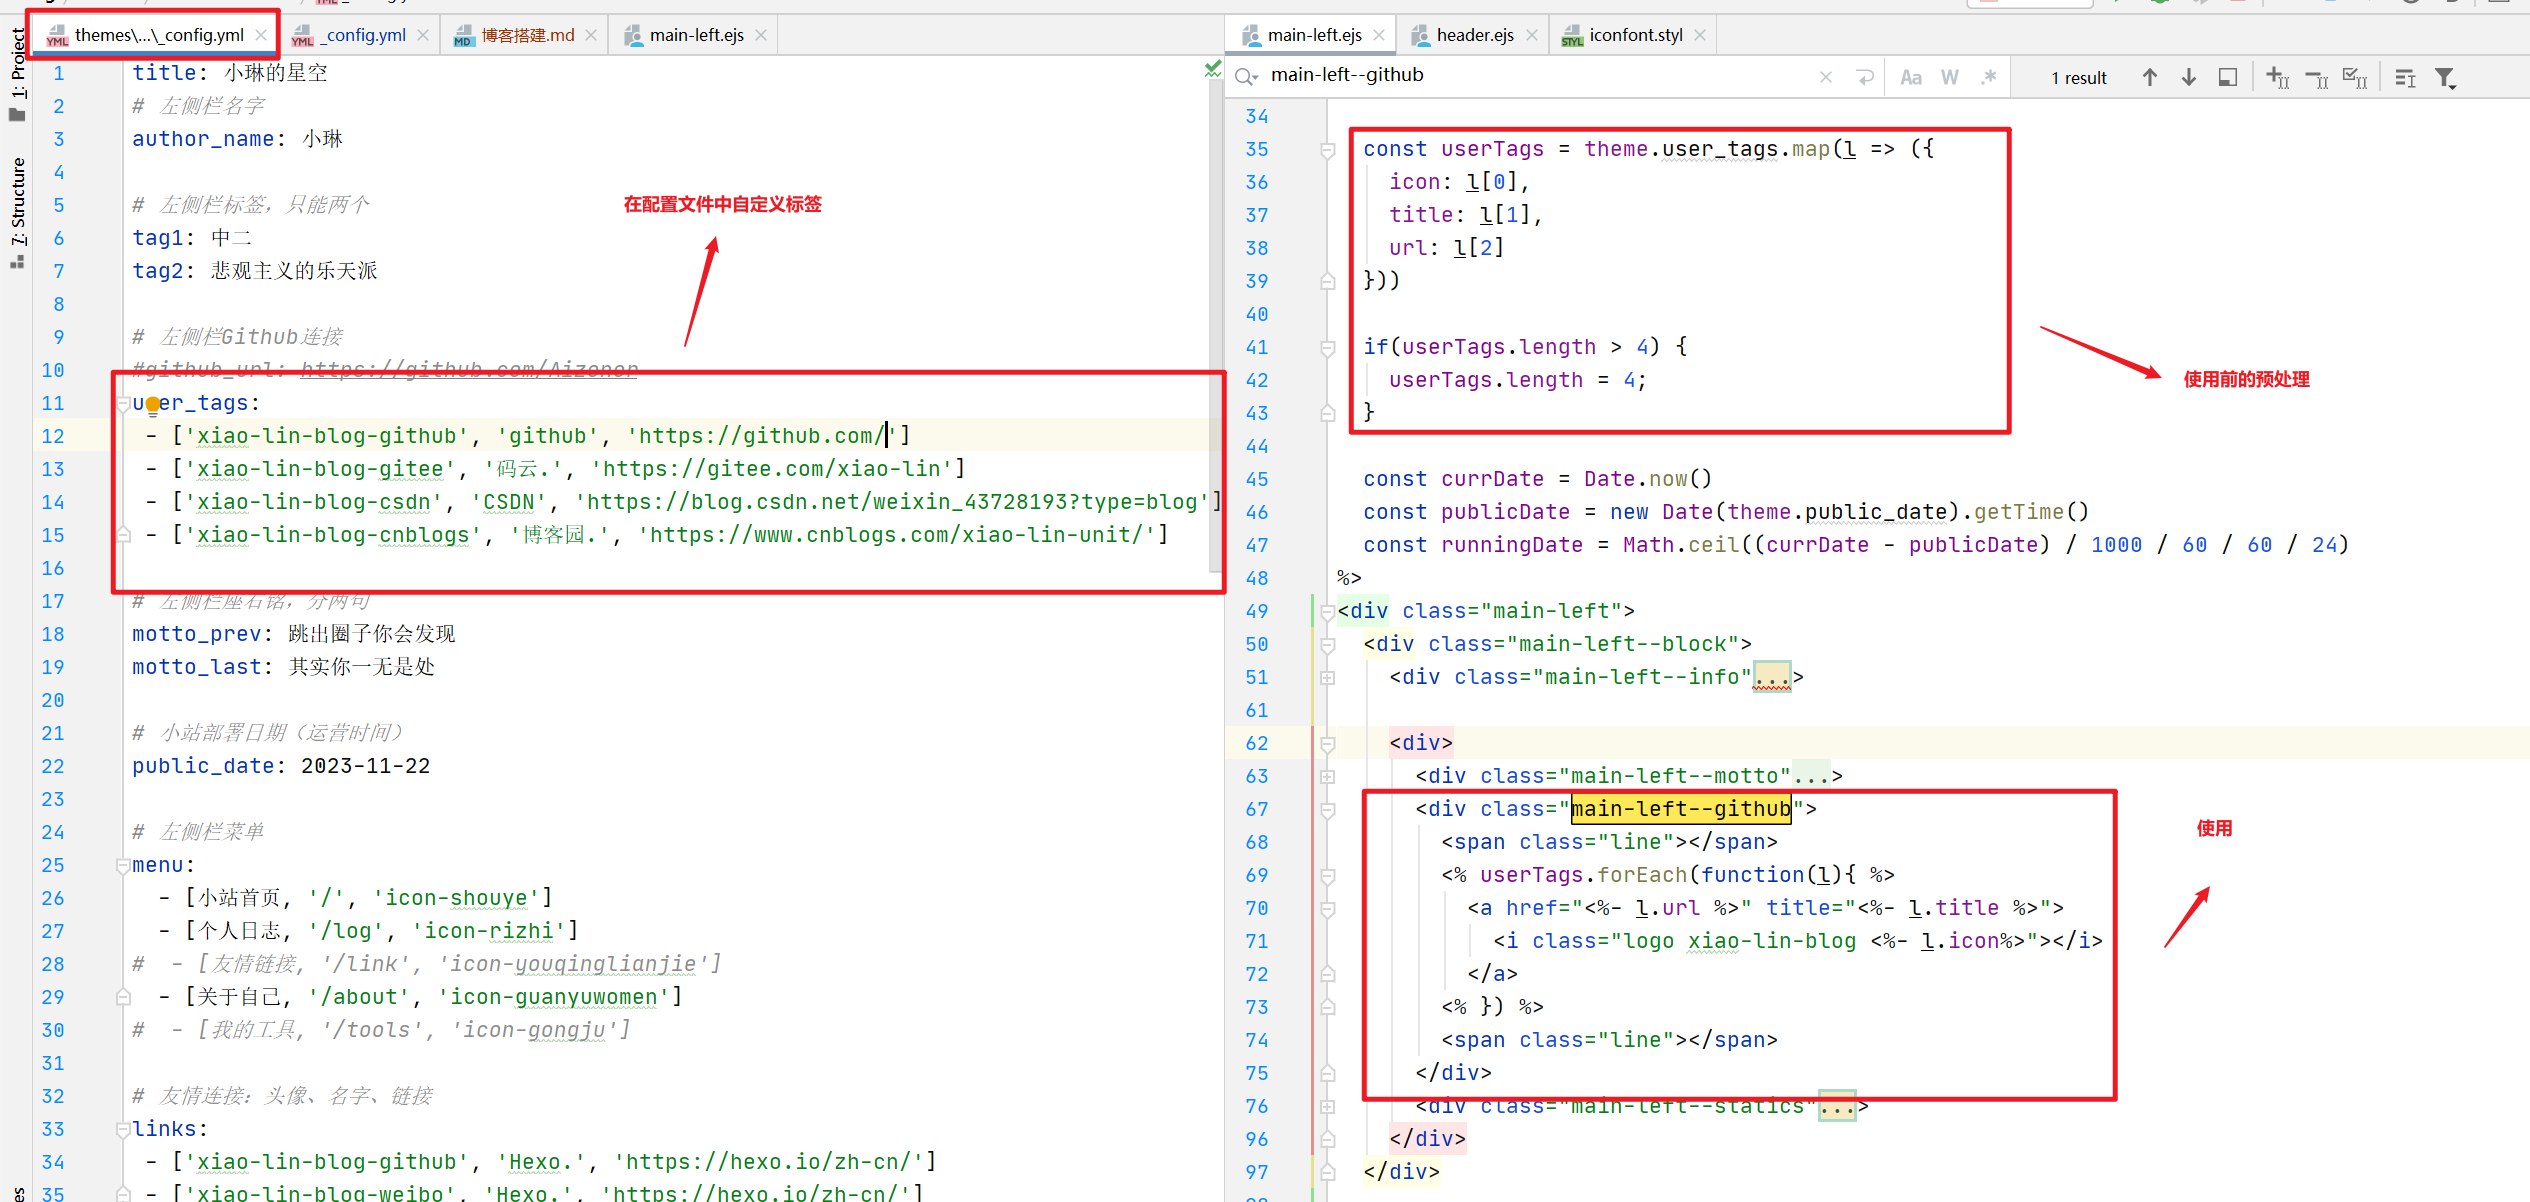 1: Project
7: Structure
themes\...\_config.yml
_config.yml
博客搭建.md
main-left.ejs
1 title: 小琳的星空
2 # 左侧栏名字
3 author_name: 小琳
4
5 # 左侧栏标签，只能两个
6 tag1: 中二
7 tag2: 悲观主义的乐天派
8
9 # 左侧栏Github连接
10 #github_url: https://github.com/Aizener
11 user_tags:
12 - ['xiao-lin-blog-github', 'github', 'https://github.com/']
13 - ['xiao-lin-blog-gitee', '码云.', 'https://gitee.com/xiao-lin']
14 - ['xiao-lin-blog-csdn', 'CSDN', 'https://blog.csdn.net/weixin_43728193?type=blog']
15 - ['xiao-lin-blog-cnblogs', '博客园.', 'https://www.cnblogs.com/xiao-lin-unit/']
16
17 # 左侧栏座右铭，分两句
18 motto_prev: 跳出圈子你会发现
19 motto_last: 其实你一无是处
20
21 # 小站部署日期（运营时间）
22 public_date: 2023-11-22
23
24 # 左侧栏菜单
25 menu:
26 - [小站首页, '/', 'icon-shouye']
27 - [个人日志, '/log', 'icon-rizhi']
28 # - [友情链接, '/link', 'icon-youqinglianjie']
29 - [关于自己, '/about', 'icon-guanyuwomen']
30 # - [我的工具, '/tools', 'icon-gongju']
31
32 # 友情连接：头像、名字、链接
33 links:
34 - ['xiao-lin-blog-github', 'Hexo.', 'https://hexo.io/zh-cn/']
35 - ['xiao-lin-blog-weibo', 'Hexo.', 'https://hexo.io/zh-cn/']
在配置文件中自定义标签
main-left.ejs
header.ejs
iconfont.styl
main-left--github
Aa W .* 1 result
34
35 const userTags = theme.user_tags.map(l => ({
36 icon: l[0],
37 title: l[1],
38 url: l[2]
39 }))
40
41 if(userTags.length > 4) {
42 userTags.length = 4;
43 }
44
45 const currDate = Date.now()
46 const publicDate = new Date(theme.public_date).getTime()
47 const runningDate = Math.ceil((currDate - publicDate) / 1000 / 60 / 60 / 24)
48 %>
49 <div class="main-left">
50 <div class="main-left--block">
51 <div class="main-left--info"...>
61
62 <div>
63 <div class="main-left--motto"...>
67 <div class="main-left--github">
68 <span class="line"></span>
69 <% userTags.forEach(function(l){ %>
70 <a href="<%- l.url %>" title="<%- l.title %>">
71 <i class="logo xiao-lin-blog <%- l.icon%>"></i>
72 </a>
73 <% }) %>
74 <span class="line"></span>
75 </div>
76 <div class="main-left--statics"...>
96 </div>
97 </div>
使用前的预处理
使用